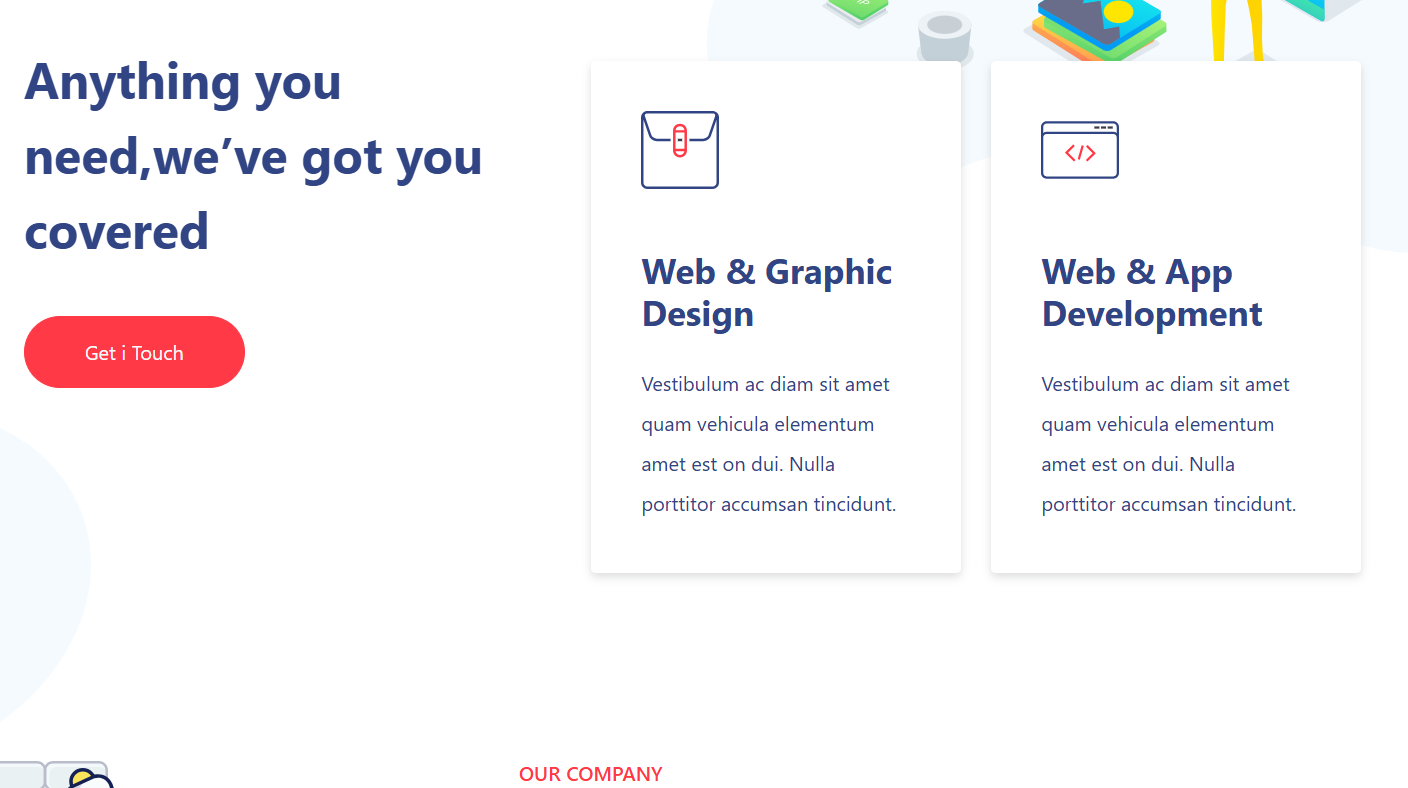 Anything you
need,we’ve got you
covered
Get i Touch
</>
Web & Graphic
Design
Vestibulum ac diam sit amet
quam vehicula elementum
amet est on dui. Nulla
porttitor accumsan tincidunt.
Web & App
Development
Vestibulum ac diam sit amet
quam vehicula elementum
amet est on dui. Nulla
porttitor accumsan tincidunt.
OUR COMPANY